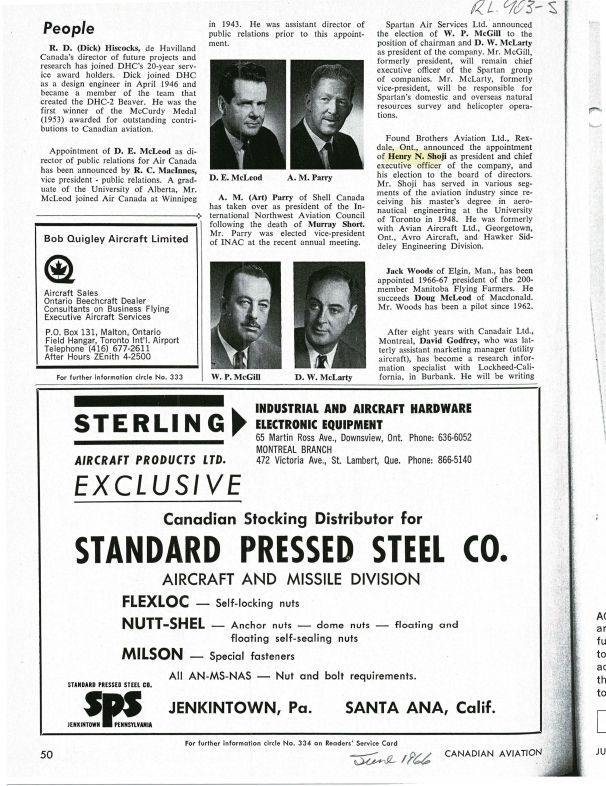 RL.903-S
People
R. D. (Dick) Hiscocks, de Havilland
Canada's director of future projects and
research has joined DHC's 20-year serv-
ice award holders. Dick joined DHC
as a design engineer in April 1946 and
became a member of the team that
created the DHC-2 Beaver. He was the
first winner of the McCurdy Medal
(1953) awarded for outstanding contri-
butions to Canadian aviation.
Appointment of D. E. McLeod as di-
rector of public relations for Air Canada
has been announced by R. C. MacInnes,
vice president - public relations. A grad-
uate of the University of Alberta, Mr.
McLeod joined Air Canada at Winnipeg
Bob Quigley Aircraft Limited
Aircraft Sales
Ontario Beechcraft Dealer
Consultants on Business Flying
Executive Aircraft Services
P.O. Box 131, Malton, Ontario
Field Hangar, Toronto Int'l. Airport
Telephone (416) 677-2611
After Hours ZEnith 4-2500
For further information circle No. 333
in 1943. He was assistant director of
public relations prior to this appoint-
ment.
D. E. McLeod A. M. Parry
A. M. (Art) Parry of Shell Canada
has taken over as president of the In-
ternational Northwest Aviation Council
following the death of Murray Short.
Mr. Parry was elected vice-president
of INAC at the recent annual meeting.
W. P. McGill D. W. McLarty
Spartan Air Services Ltd. announced
the election of W. P. McGill to the
position of chairman and D. W. McLarty
as president of the company. Mr. McGill,
formerly president, will remain chief
executive officer of the Spartan group
of companies. Mr. McLarty, formerly
vice-president, will be responsible for
Spartan's domestic and overseas natural
resources survey and helicopter opera-
tions.
Found Brothers Aviation Ltd., Rex-
dale, Ont., announced the appointment
of Henry N. Shoji as president and chief
executive officer of the company, and
his election to the board of directors.
Mr. Shoji has served in various seg-
ments of the aviation industry since re-
ceiving his master's degree in aero-
nautical engineering at the University
of Toronto in 1948. He was formerly
with Avian Aircraft Ltd., Georgetown,
Ont., Avro Aircraft, and Hawker Sid-
deley Engineering Division.
Jack Woods of Elgin, Man., has been
appointed 1966-67 president of the 200-
member Manitoba Flying Farmers. He
succeeds Doug McLeod of Macdonald.
Mr. Woods has been a pilot since 1962.
After eight years with Canadair Ltd.,
Montreal, David Godfrey, who was lat-
terly assistant marketing manager (utility
aircraft), has become a research infor-
mation specialist with Lockheed-Cali-
fornia, in Burbank. He will be writing
STERLING
AIRCRAFT PRODUCTS LTD.
INDUSTRIAL AND AIRCRAFT HARDWARE
ELECTRONIC EQUIPMENT
65 Martin Ross Ave., Downsview, Ont. Phone: 636-6052
MONTREAL BRANCH
472 Victoria Ave., St. Lambert, Que. Phone: 866-5140
EXCLUSIVE
Canadian Stocking Distributor for
STANDARD PRESSED STEEL CO.
AIRCRAFT AND MISSILE DIVISION
FLEXLOC — Self-locking nuts
NUTT-SHEL — Anchor nuts — dome nuts — floating and
floating self-sealing nuts
MILSON — Special fasteners
All AN-MS-NAS — Nut and bolt requirements.
STANDARD PRESSED STEEL CO.
SPS
JENKINTOWN PENNSYLVANIA
JENKINTOWN, Pa. SANTA ANA, Calif.
For further information circle No. 334 on Readers' Service Card
50
June 1966
CANADIAN AVIATION
AC
ar
fu
to
ac
th
to
JU